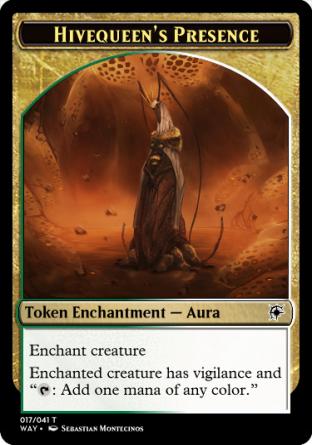 HIVEQUEEN'S PRESENCE
Token Enchantment — Aura
Enchant creature
Enchanted creature has vigilance and
“: Add one mana of any color.”
017/041 T
WAY • SEBASTIAN MONTECINOS